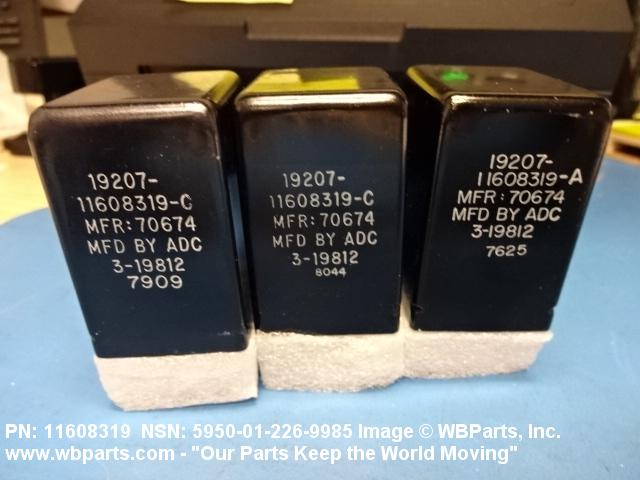 19207-
11608319-C
MFR: 70674
MFD BY ADC
3-19812
7909
19207-
11608319-C
MFR: 70674
MFD BY ADC
3-19812
8044
19207-
11608319-A
MFR: 70674
MFD BY ADC
3-19812
7625
PN: 11608319 NSN: 5950-01-226-9985 Image © WBParts, Inc.
www.wbparts.com - "Our Parts Keep the World Moving"